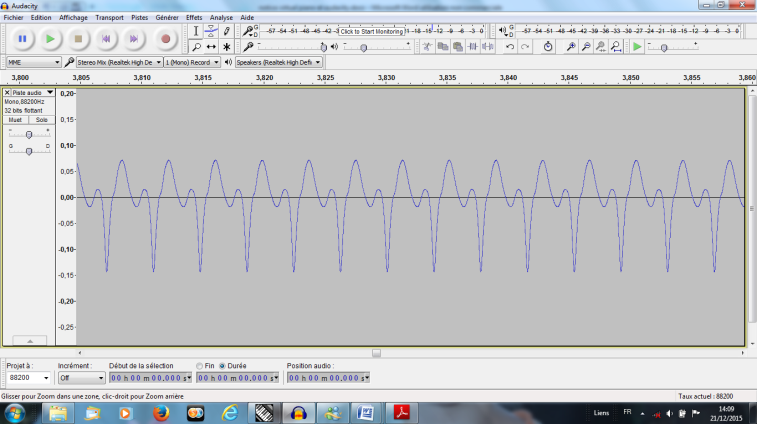 Audacity
Fichier Edition Affichage Transport Pistes Générer Effets Analyse Aide
G -57 -54 -51 -48 -45 -42 -3 Click to Start Monitoring 1 -18 -15 -12 -9 -6 -3 0 G -57 -54 -51 -48 -45 -42 -39 -36 -33 -30 -27 -24 -21 -18 -15 -12 -9 -6 -3 0
D D
MME Stereo Mix (Realtek High De 1 (Mono) Record Speakers (Realtek High Defi
3,800 3,805 3,810 3,815 3,820 3,825 3,830 3,835 3,840 3,845 3,850 3,855 3,860
X Piste audio 0,20
Mono,88200Hz
32 bits flottant
Muet Solo 0,15
- +
G D 0,10
0,05
0,00
-0,05
-0,10
-0,15
-0,20
-0,25
Projet à : Incrément : Début de la sélection Fin Durée Position audio :
88200 Off 00 h 00 m 00,000 s 00 h 00 m 00,000 s 00 h 00 m 00,000 s
Glisser pour Zoom dans une zone, clic-droit pour Zoom arrière Taux actuel : 88200
Liens FR 14:09
21/12/2015